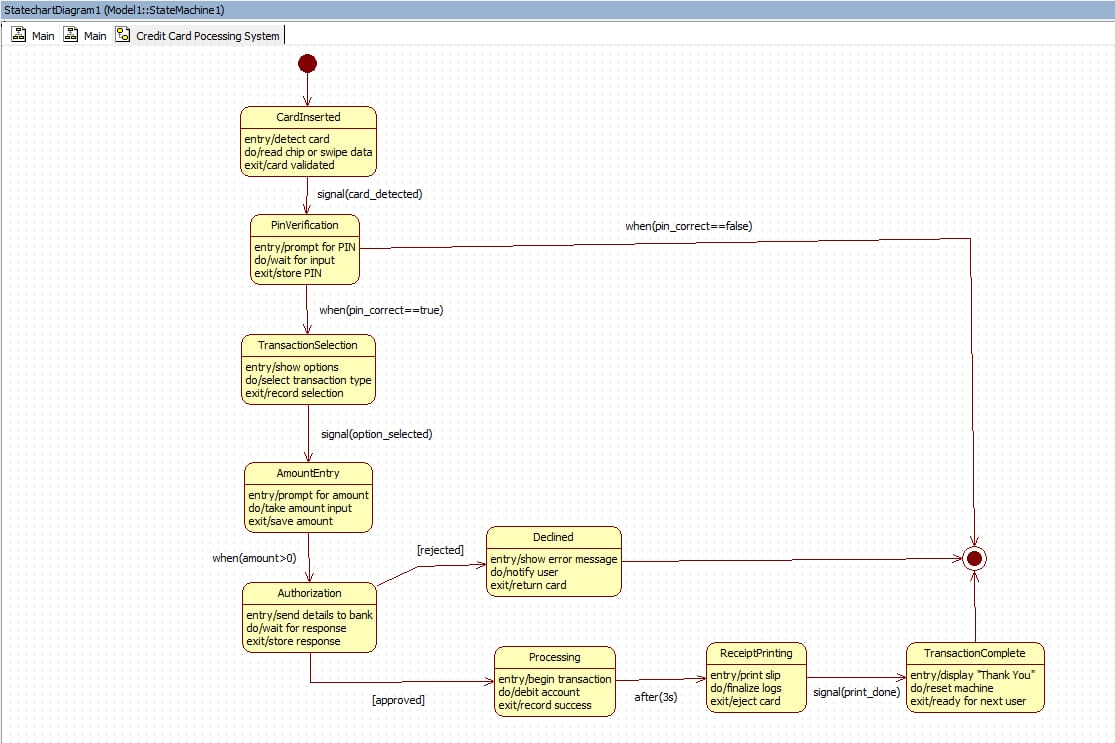 StatechartDiagram1 (Model1::StateMachine1)
Main Main Credit Card Pocessing System
CardInserted
entry/detect card
do/read chip or swipe data
exit/card validated
signal(card_detected)
PinVerification
entry/prompt for PIN
do/wait for input
exit/store PIN
when(pin_correct==false)
when(pin_correct==true)
TransactionSelection
entry/show options
do/select transaction type
exit/record selection
signal(option_selected)
AmountEntry
entry/prompt for amount
do/take amount input
exit/save amount
when(amount>0)
[rejected]
Declined
entry/show error message
do/notify user
exit/return card
Authorization
entry/send details to bank
do/wait for response
exit/store response
[approved]
Processing
entry/begin transaction
do/debit account
exit/record success
after(3s)
ReceiptPrinting
entry/print slip
do/finalize logs
exit/eject card
signal(print_done)
TransactionComplete
entry/display "Thank You"
do/reset machine
exit/ready for next user